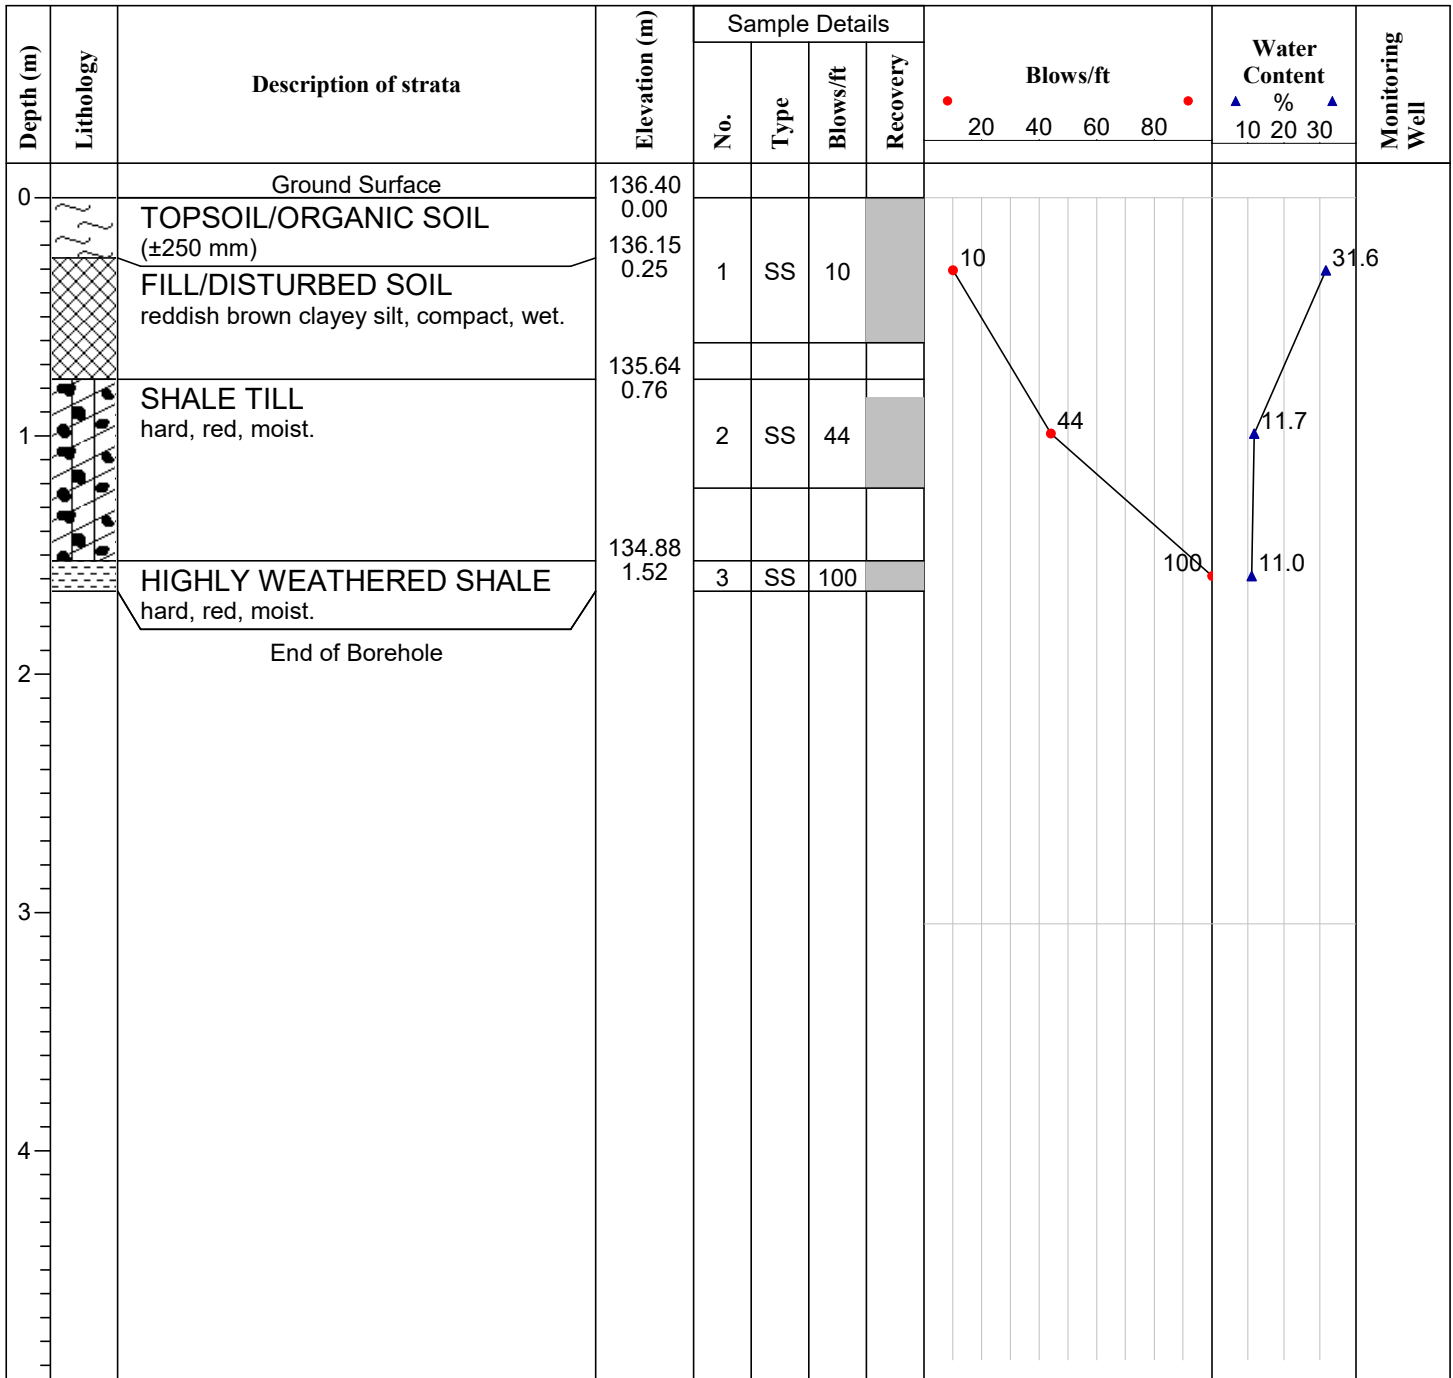 Depth (m)
Lithology
Description of strata
Elevation (m)
Sample Details
No.
Type
Blows/ft
Recovery
Blows/ft
20 40 60 80
Water
Content
%
10 20 30
Monitoring
Well
Ground Surface
136.40
0
0.00
TOPSOIL/ORGANIC SOIL
(±250 mm)
136.15
0.25
FILL/DISTURBED SOIL
reddish brown clayey silt, compact, wet.
1 SS 10
10
31.6
135.64
0.76
SHALE TILL
hard, red, moist.
1
2 SS 44
44
11.7
134.88
1.52
HIGHLY WEATHERED SHALE
hard, red, moist.
3 SS 100
100
11.0
End of Borehole
2
3
4